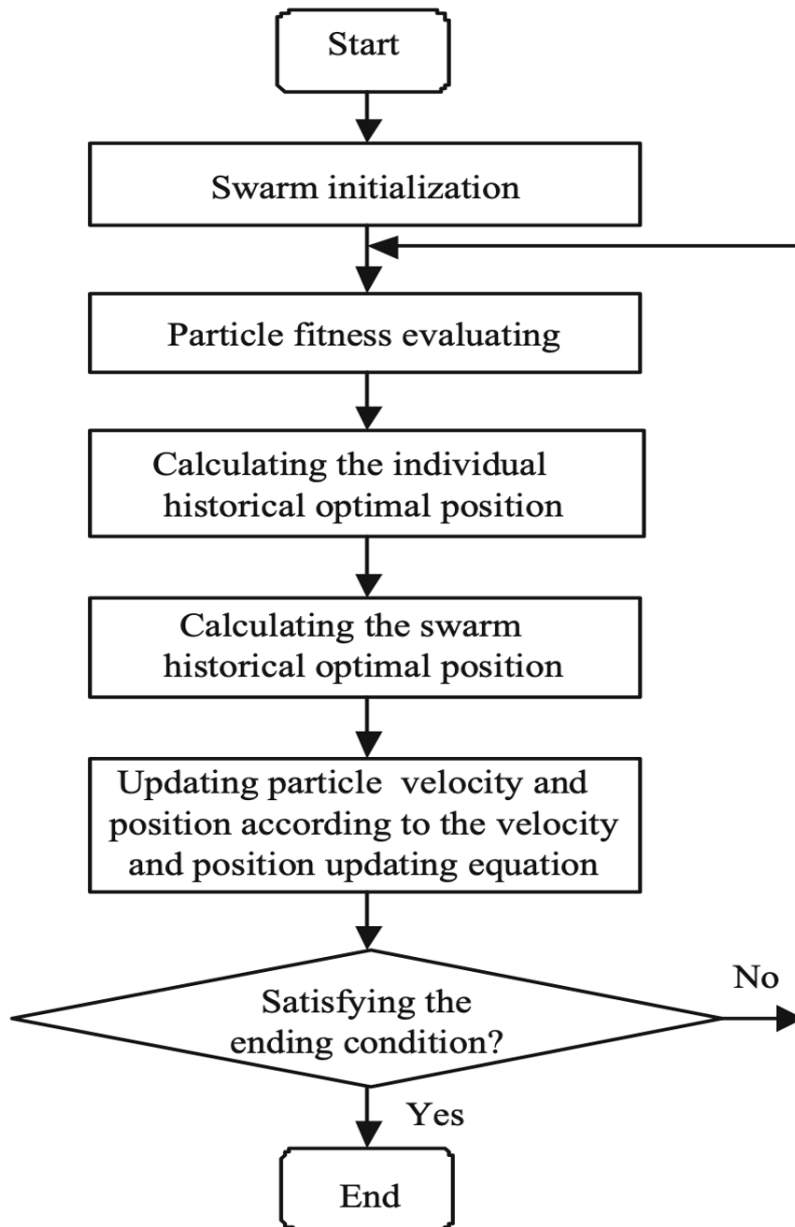 Start
Swarm initialization
Particle fitness evaluating
Calculating the individual
historical optimal position
Calculating the swarm
historical optimal position
Updating particle velocity and
position according to the velocity
and position updating equation
Satisfying the
ending condition?
No
Yes
End